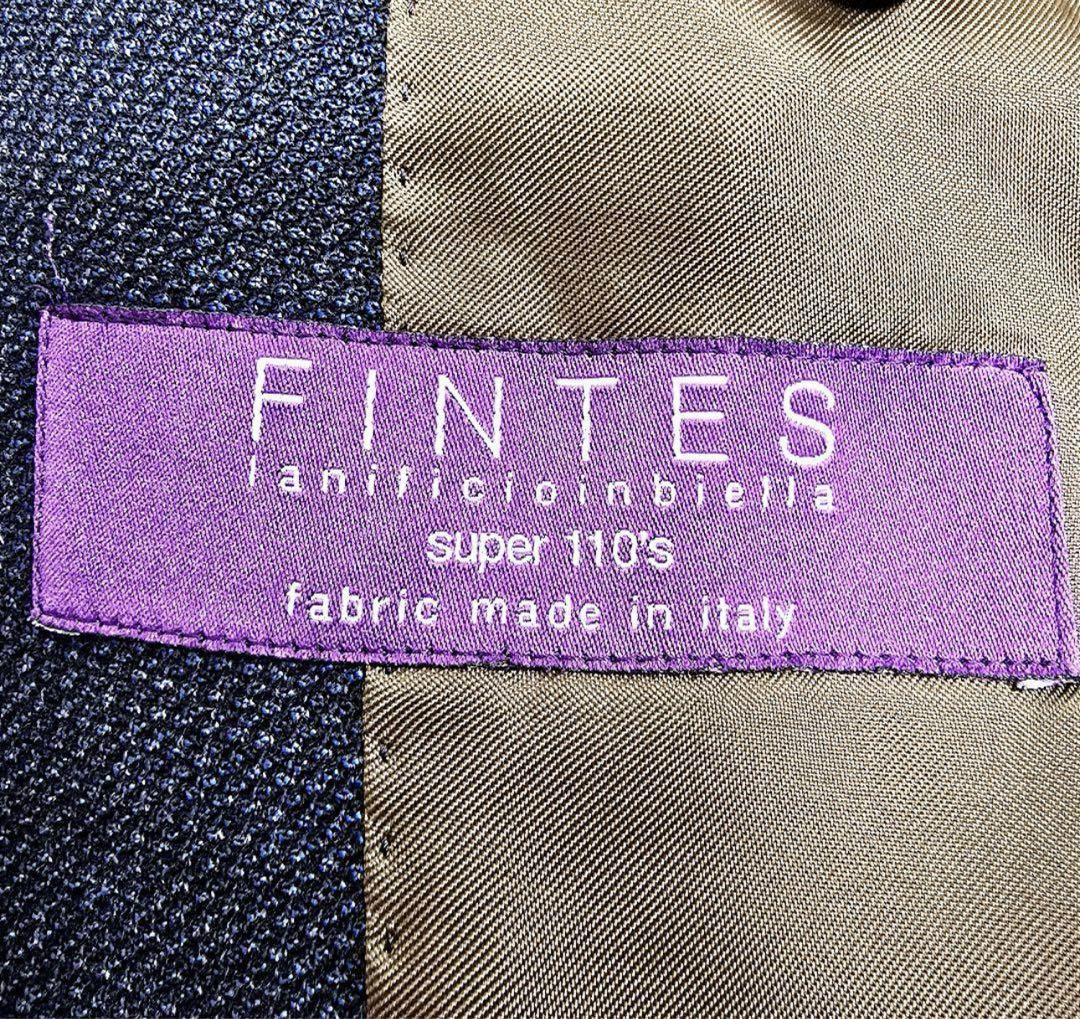 FINTES
lanificioinbiella
super 110's
fabric made in italy